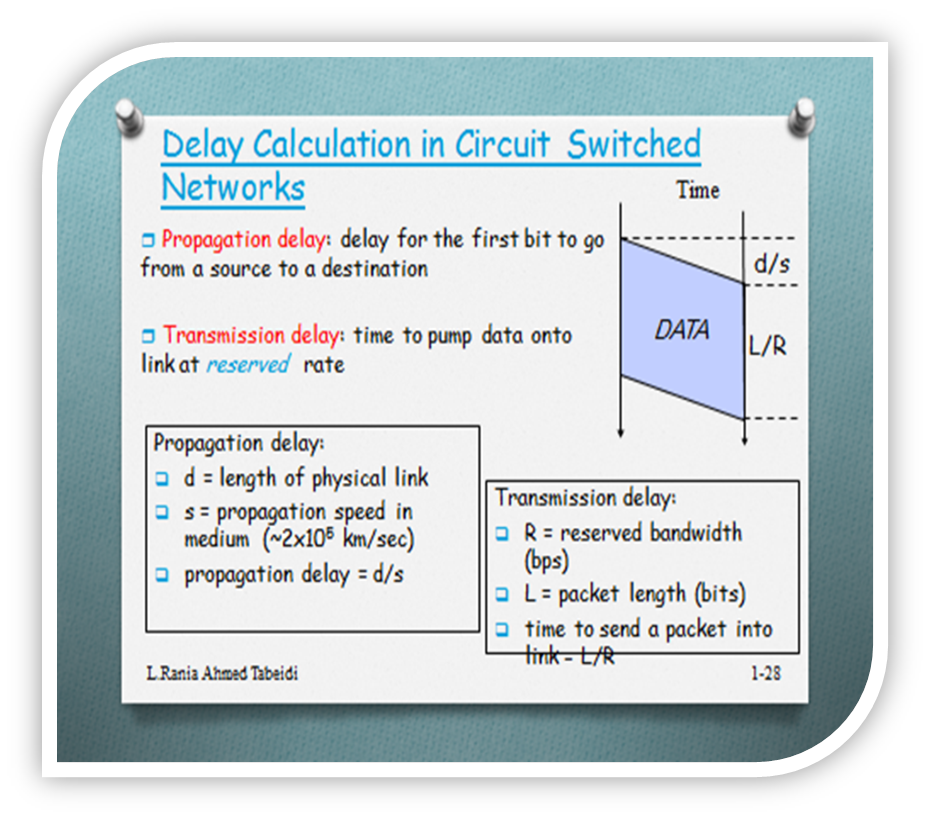 Delay Calculation in Circuit Switched
Networks
Propagation delay: delay for the first bit to go
from a source to a destination
Transmission delay: time to pump data onto
link at reserved rate
Time
d/s
DATA
L/R
Propagation delay:
d = length of physical link
s = propagation speed in
medium (~2x10⁵ km/sec)
propagation delay = d/s
Transmission delay:
R = reserved bandwidth
(bps)
L = packet length (bits)
time to send a packet into
link = L/R
L.Rania Ahmed Tabeidi
1-28